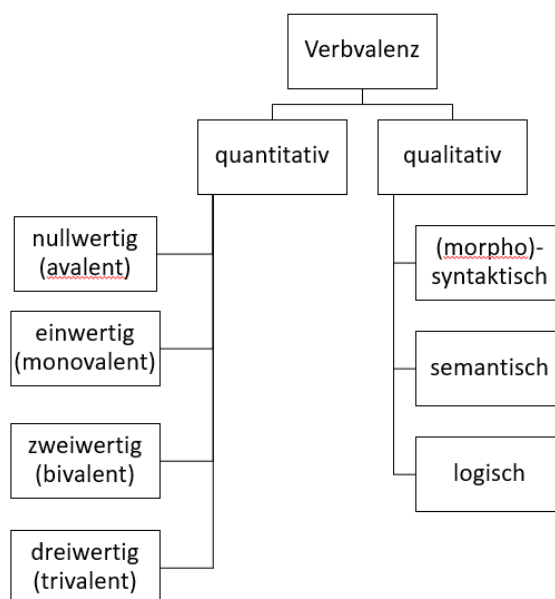 Verbvalenz
quantitativ
qualitativ
nullwertig
(avalent)
einwertig
(monovalent)
zweiwertig
(bivalent)
dreiwertig
(trivalent)
(morpho)-
syntaktisch
semantisch
logisch